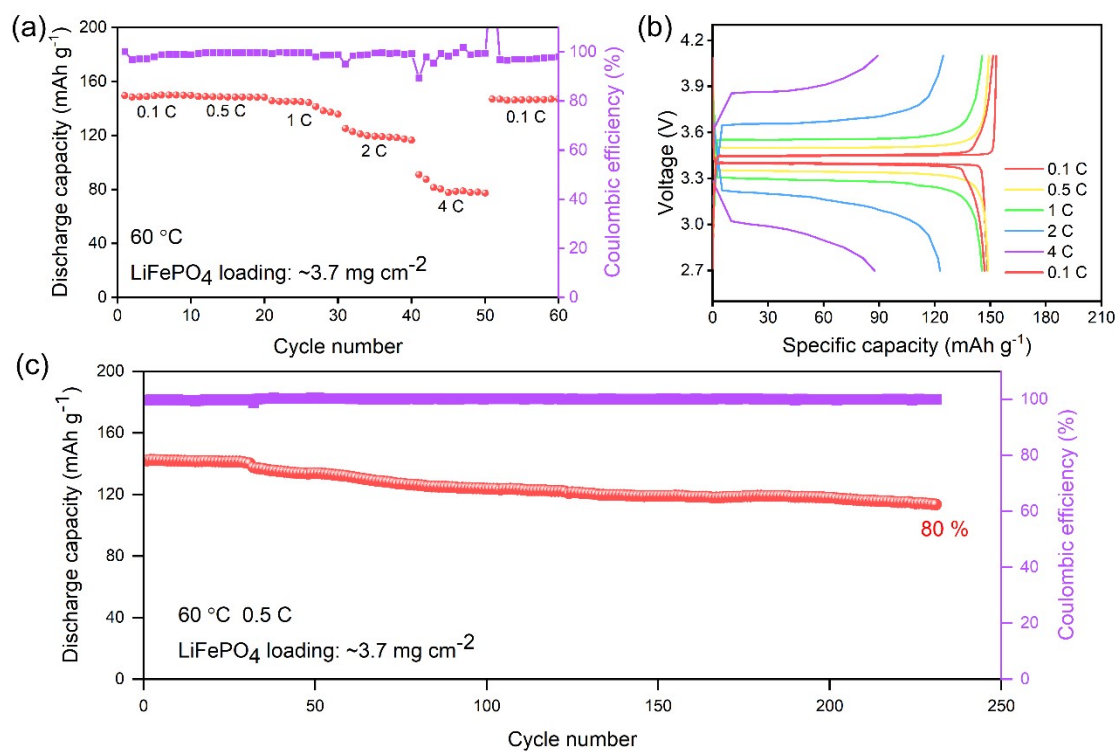 (a)
200
160
120
80
40
0
Discharge capacity (mAh g-1)
0.1 C
0.5 C
1 C
2 C
4 C
0.1 C
60 °C
LiFePO4 loading: ~3.7 mg cm-2
0 10 20 30 40 50 60
Cycle number
100
80
60
40
20
0
Coulombic efficiency (%)
(b)
4.2
3.9
3.6
3.3
3.0
2.7
Voltage (V)
0.1 C
0.5 C
1 C
2 C
4 C
0.1 C
0 30 60 90 120 150 180 210
Specific capacity (mAh g-1)
(c)
200
160
120
80
40
0
Discharge capacity (mAh g-1)
80 %
60 °C 0.5 C
LiFePO4 loading: ~3.7 mg cm-2
0 50 100 150 200 250
Cycle number
100
80
60
40
20
0
Coulombic efficiency (%)